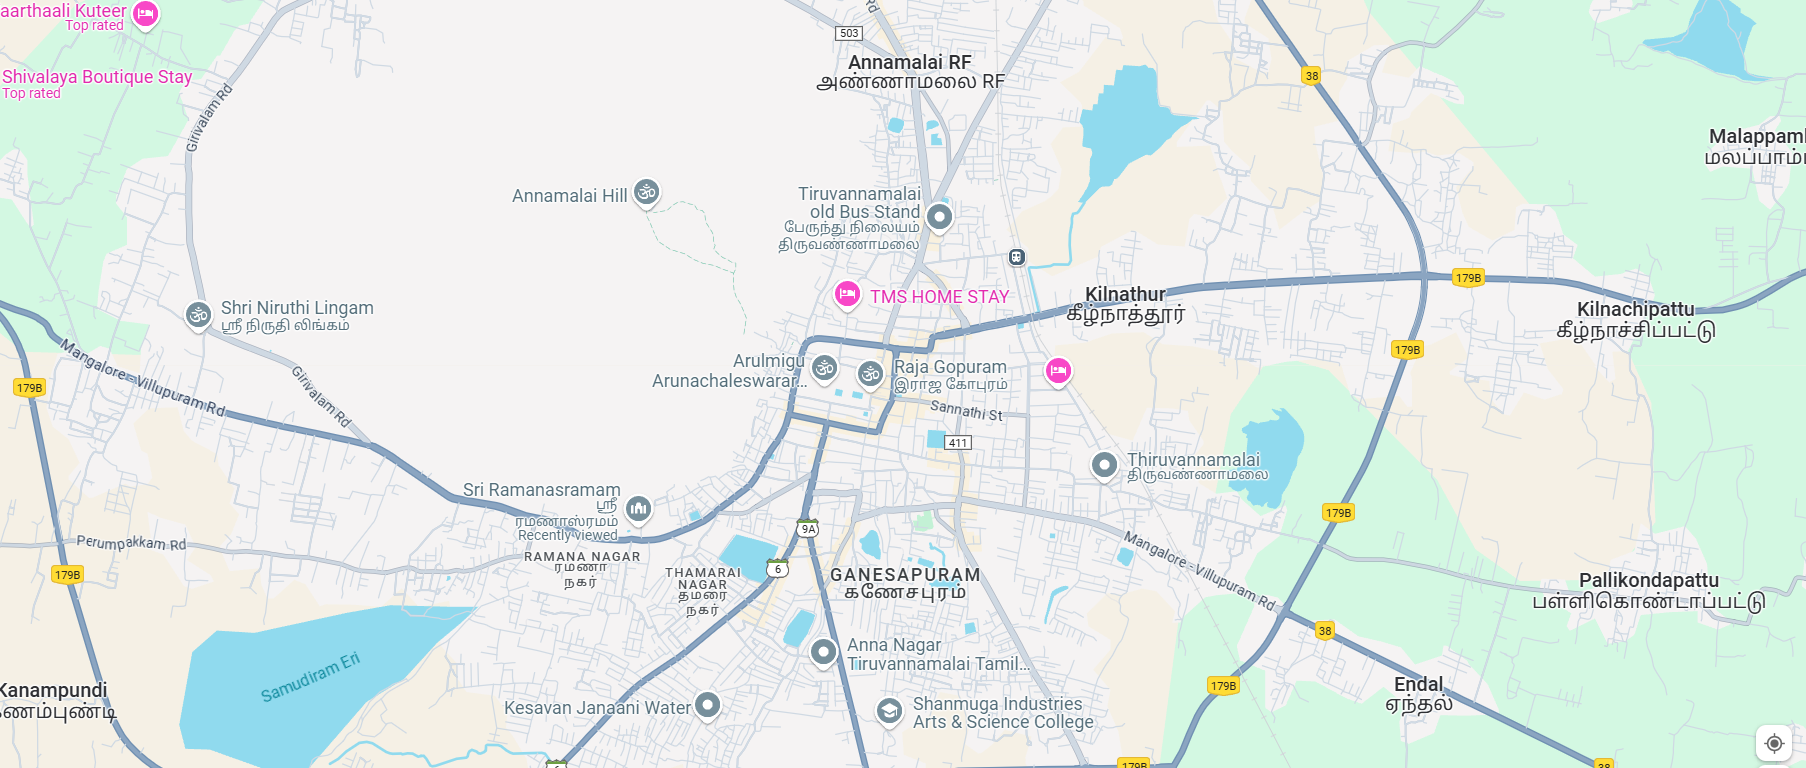 aarthaali Kuteer
Top rated
Shivalaya Boutique Stay
Top rated
Girivalam Rd
Rd
503
Annamalai RF
அண்ணாமலை RF
38
Malappam
மலப்பாம்
Annamalai Hill
Tiruvannamalai
old Bus Stand
பேருந்து நிலையம்
திருவண்ணாமலை
TMS HOME STAY
Kilnathur
கீழ்நாத்தூர்
179B
Kilnachipattu
கீழ்நாச்சிப்பட்டு
Shri Niruthi Lingam
ஸ்ரீ நிருதி லிங்கம்
Mangalore - Villupuram Rd
179B
Girivalam Rd
Arulmigu
Arunachaleswarar...
Raja Gopuram
இராஜ கோபுரம்
Sannathi St
411
179B
Thiruvannamalai
திருவண்ணாமலை
Sri Ramanasramam
ஸ்ரீ
ரமணாஸ்ரமம்
Recently viewed
9A
179B
Perumpakkam Rd
RAMANA NAGAR
ரமணா
நகர்
THAMARAI
NAGAR
தமரை
நகர்
6
GANESAPURAM
கணேசபுரம்
Mangalore - Villupuram Rd
179B
Pallikondapattu
பள்ளிகொண்டாப்பட்டு
38
Samudiram Eri
Anna Nagar
Tiruvannamalai Tamil...
Kanampundi
ணம்புண்டி
Kesavan Janaani Water
Shanmuga Industries
Arts & Science College
179B
Endal
ஏந்தல்
179B
38